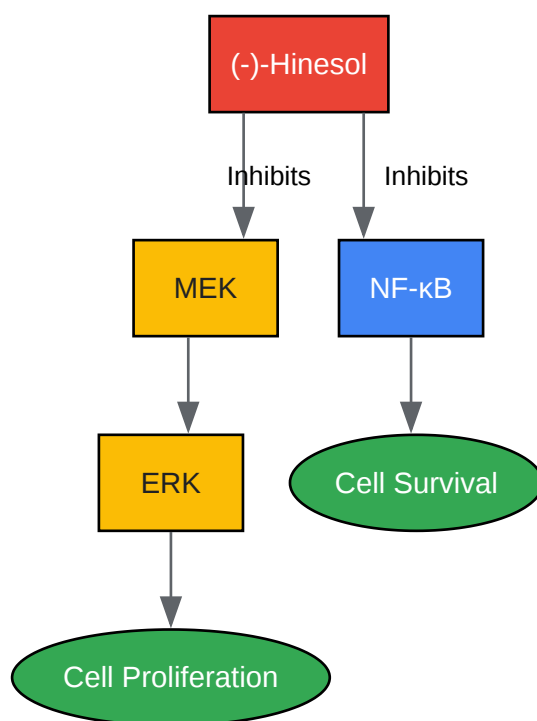 (-)-Hinesol
Inhibits
Inhibits
MEK
NF-κB
ERK
Cell Survival
Cell Proliferation